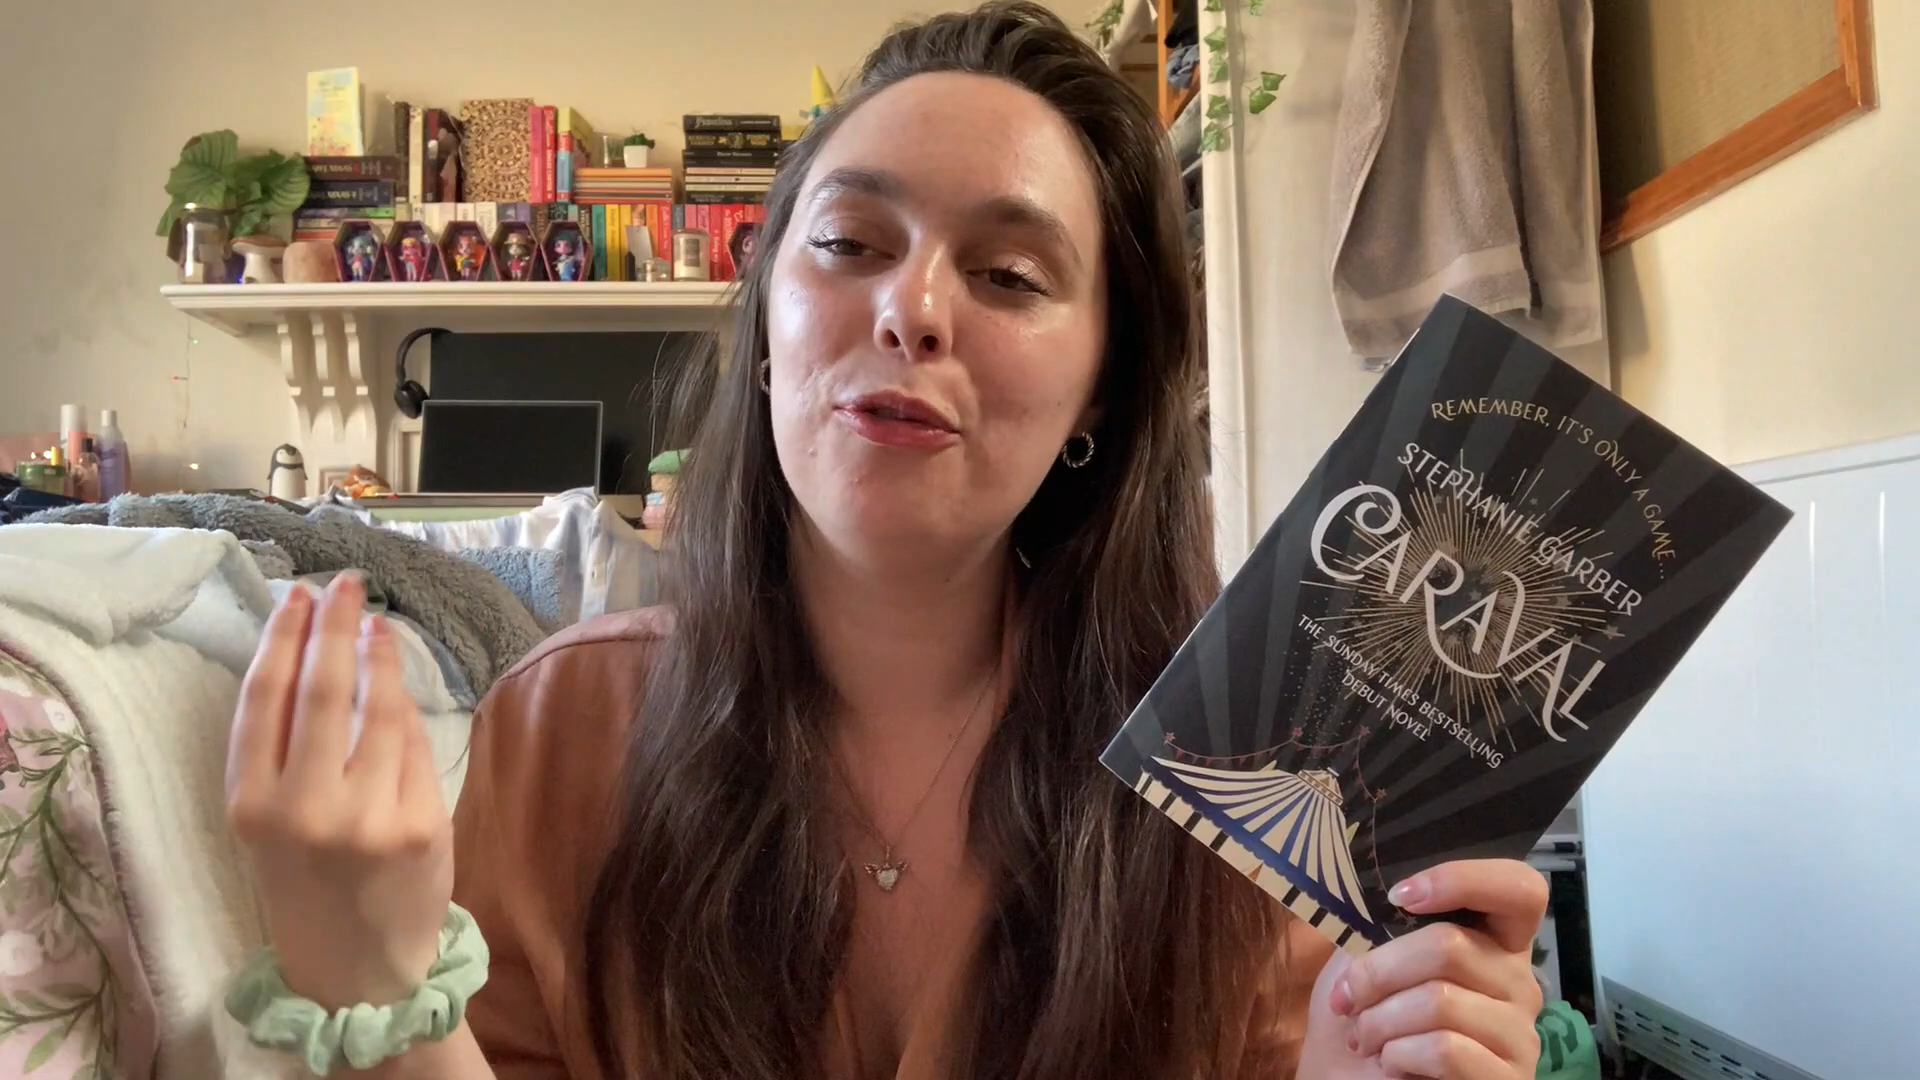 REMEMBER, IT'S ONLY A GAME...
STEPHANIE GARBER
CARAVAL
THE SUNDAY TIMES BESTSELLING
DEBUT NOVEL